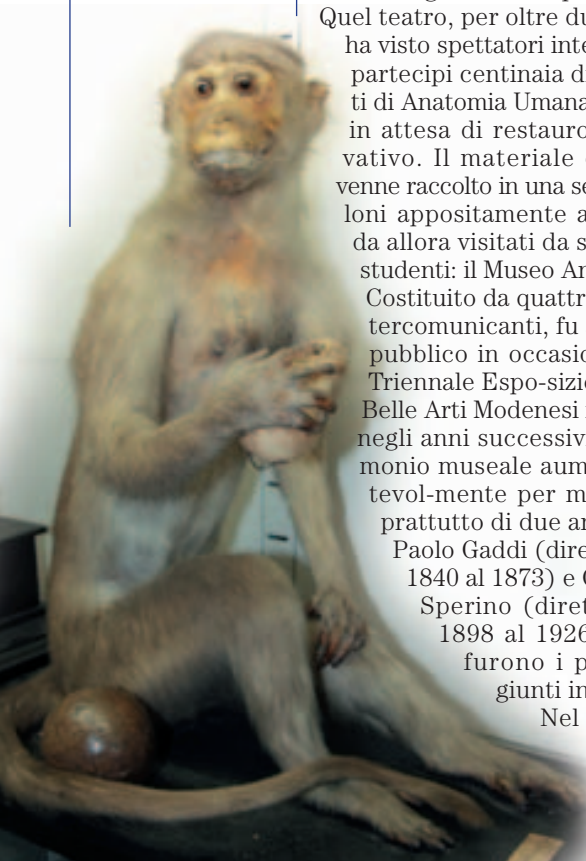 Quel teatro, per oltre du
ha visto spettatori inte
partecipi centinaia d
ti di Anatomia Umana
in attesa di restauro
vativo. Il materiale
venne raccolto in una se
loni appositamente a
da allora visitati da s
studenti: il Museo An
Costituito da quattr
tercomunicanti, fu
pubblico in occasio
Triennale Espo-sizio
Belle Arti Modenesi
negli anni successiv
monio museale aum
tevol-mente per m
prattutto di due an
Paolo Gaddi (dire
1840 al 1873) e
Sperino (diret
1898 al 1926
furono i p
giunti in
Nel